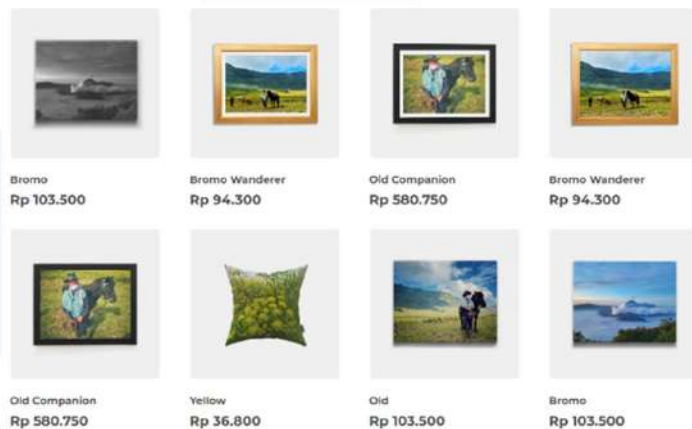 Bromo
Rp 103.500
Bromo Wanderer
Rp 94.300
Old Companion
Rp 580.750
Bromo Wanderer
Rp 94.300
Old Companion
Rp 580.750
Yellow
Rp 36.800
Old
Rp 103.500
Bromo
Rp 103.500